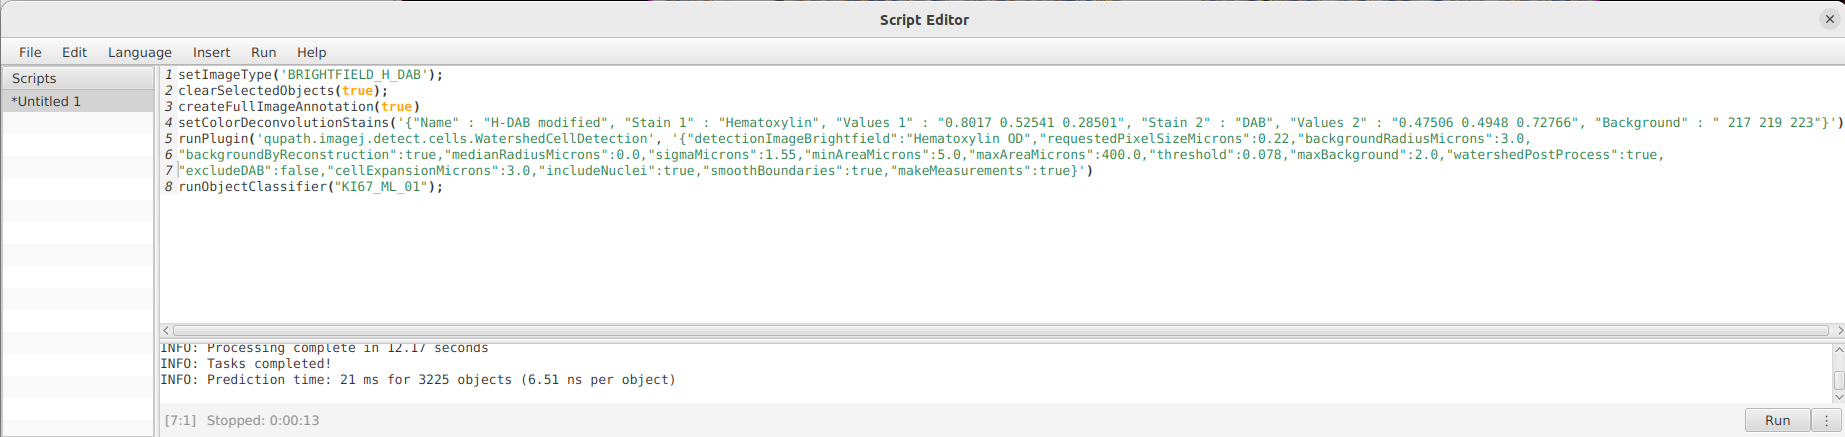 Script Editor
File Edit Language Insert Run Help
Scripts
*Untitled 1
1 setImageType('BRIGHTFIELD_H_DAB');
2 clearSelectedObjects(true);
3 createFullImageAnnotation(true)
4 setColorDeconvolutionStains('{"Name" : "H-DAB modified", "Stain 1" : "Hematoxylin", "Values 1" : "0.8017 0.52541 0.28501", "Stain 2" : "DAB", "Values 2" : "0.47506 0.4948 0.72766", "Background" : " 217 219 223"}')
5 runPlugin('qupath.imagej.detect.cells.WatershedCellDetection', '{"detectionImageBrightfield":"Hematoxylin OD","requestedPixelSizeMicrons":0.22,"backgroundRadiusMicrons":3.0,
6 "backgroundByReconstruction":true,"medianRadiusMicrons":0.0,"sigmaMicrons":1.55,"minAreaMicrons":5.0,"maxAreaMicrons":400.0,"threshold":0.078,"maxBackground":2.0,"watershedPostProcess":true,
7 "excludeDAB":false,"cellExpansionMicrons":3.0,"includeNuclei":true,"smoothBoundaries":true,"makeMeasurements":true}')
8 runObjectClassifier("KI67_ML_01");
INFO: Processing complete in 12.17 seconds
INFO: Tasks completed!
INFO: Prediction time: 21 ms for 3225 objects (6.51 ns per object)
[7:1] Stopped: 0:00:13
Run